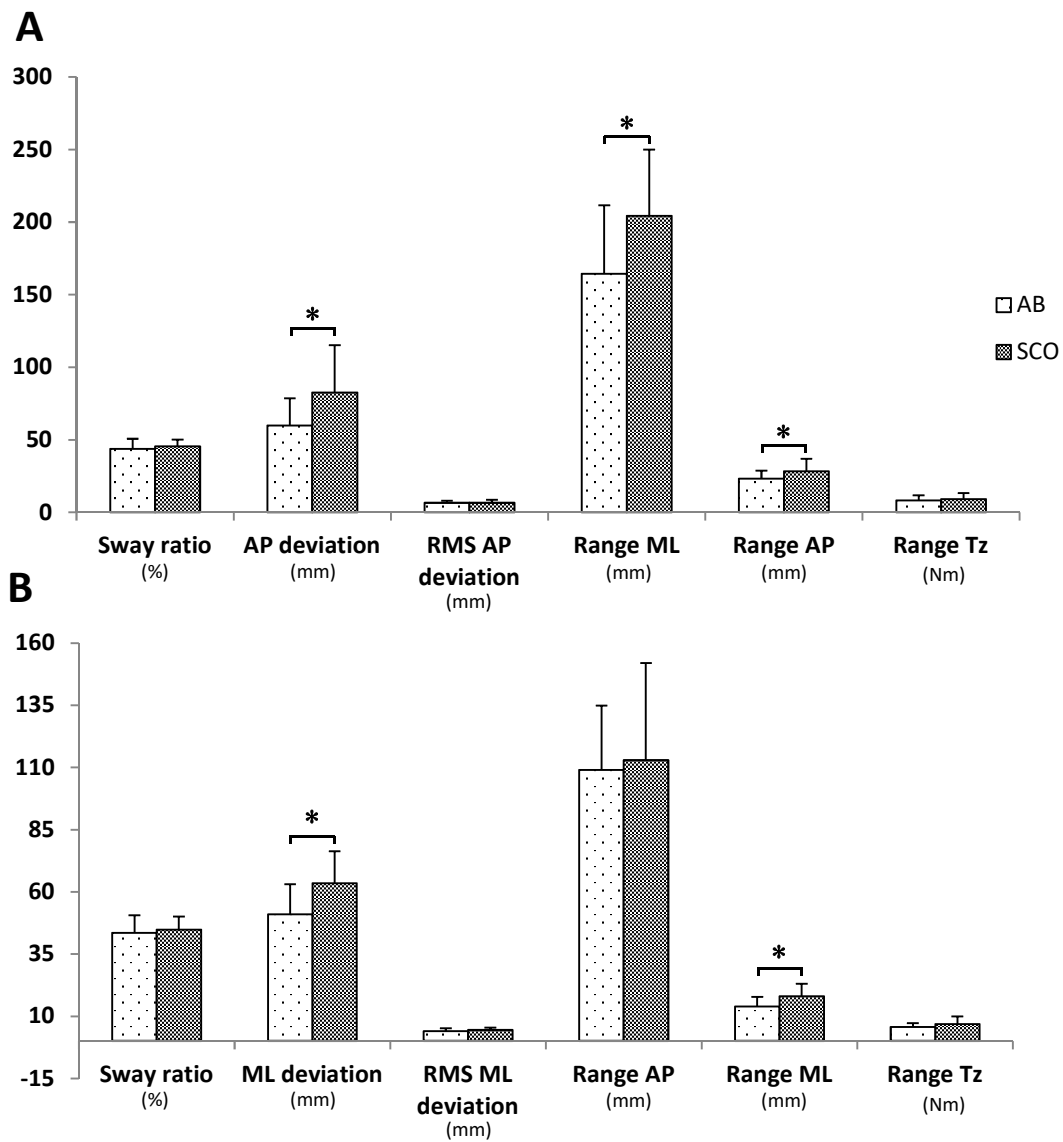 A
300
250
200
150
100
50
0
*
*
*
AB
SCO
Sway ratio
(%)
AP deviation
(mm)
RMS AP
deviation
(mm)
Range ML
(mm)
Range AP
(mm)
Range Tz
(Nm)
B
160
135
110
85
60
35
10
-15
*
*
Sway ratio
(%)
ML deviation
(mm)
RMS ML
deviation
(mm)
Range AP
(mm)
Range ML
(mm)
Range Tz
(Nm)